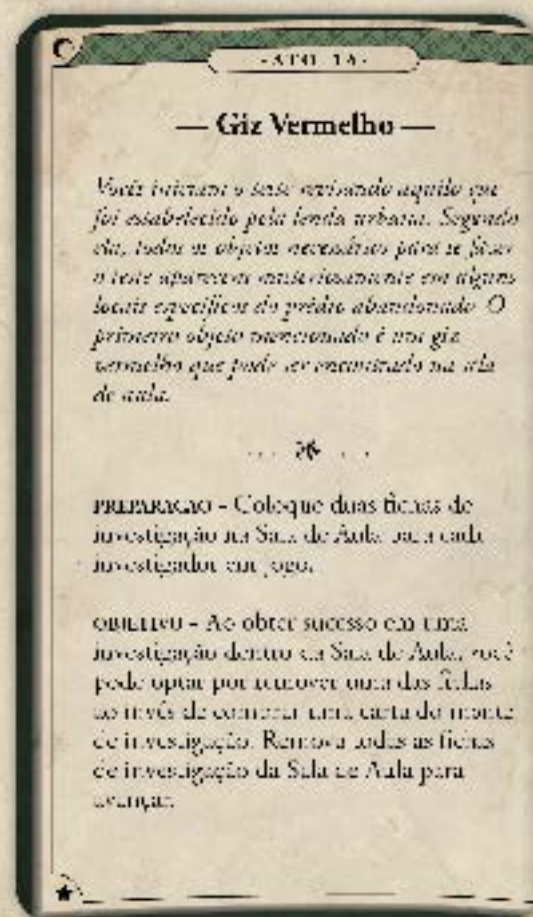 ATO 1A
Giz Vermelho
Vocês iniciam o teste revisando aquilo que
foi estabelecido pela lenda urbana. Segundo
ela, todos os objetos necessários para se fazer
o teste aparecem misteriosamente em alguns
locais específicos do prédio abandonado. O
primeiro objeto mencionado é um giz
vermelho que pode ser encontrado na sala
de aula.
PREPARAÇÃO – Coloque duas fichas de
investigação na Sala de Aula para cada
investigador em jogo.
OBJETIVO – Ao obter sucesso em uma
investigação dentro da Sala de Aula, você
pode optar por remover uma das fichas
ao invés de comprar uma carta do monte
de investigação. Remova todas as fichas
de investigação da Sala de Aula para
avançar.